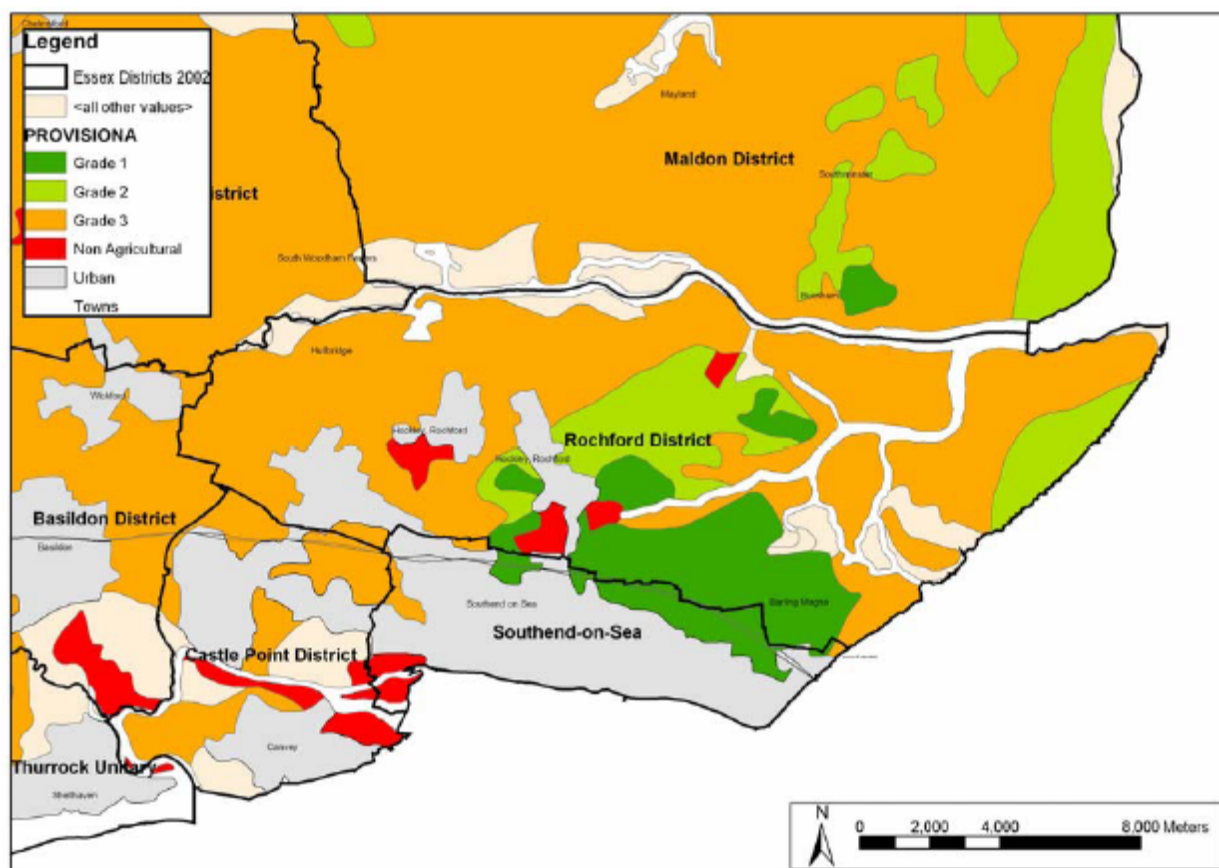 Chelmsford
Legend
Essex Districts 2002
<all other values>
PROVISIONA
Grade 1
Grade 2
Grade 3
Non Agricultural
Urban
Towns
istrict
Mayland
Maldon District
Southminster
South Woodham Ferrers
Burnham
Hullbridge
Wickford
Hockley, Rochford
Rochford District
Hockley, Rochford
Basildon District
Basildon
Southend on Sea
Barling Magna
Southend-on-Sea
Castle Point District
Canvey
Thurrock Unitary
Shellhaven
N
0 2,000 4,000 8,000 Meters